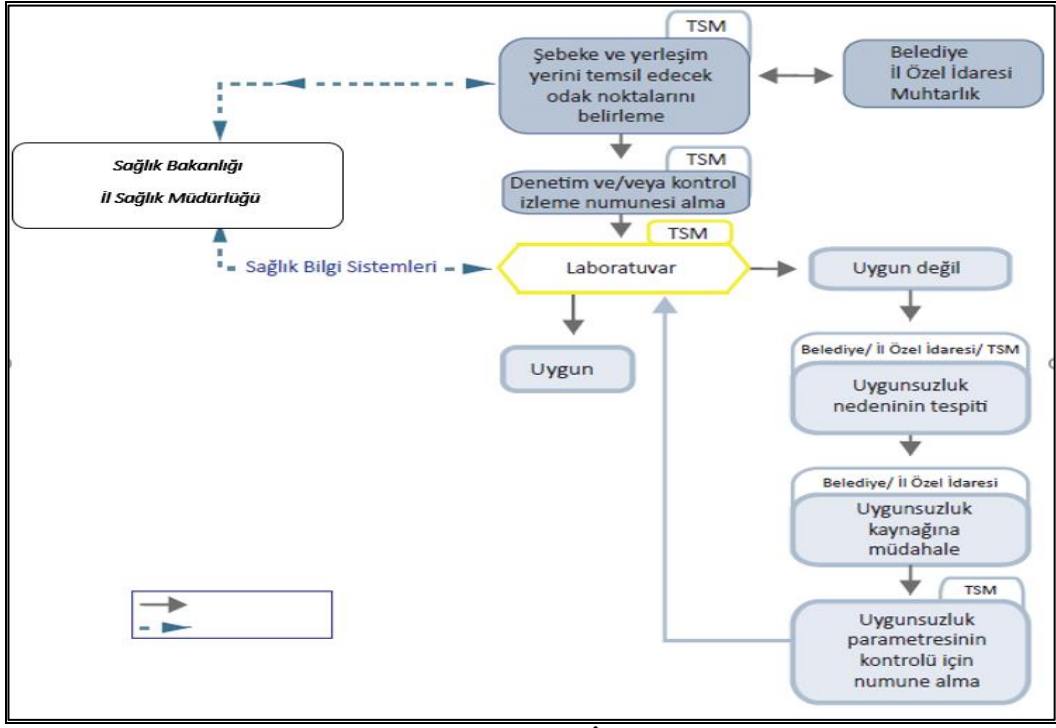 TSM
Şebeke ve yerleşim
yerini temsil edecek
odak noktalarını
belirleme
Belediye
İl Özel İdaresi
Muhtarlık
Sağlık Bakanlığı
İl Sağlık Müdürlüğü
TSM
Denetim ve/veya kontrol
izleme numunesi alma
TSM
Sağlık Bilgi Sistemleri
Laboratuvar
Uygun değil
Uygun
Belediye/ İl Özel İdaresi/ TSM
Uygunsuzluk
nedeninin tespiti
Belediye/ İl Özel İdaresi
Uygunsuzluk
kaynağına
müdahale
TSM
Uygunsuzluk
parametresinin
kontrolü için
numune alma